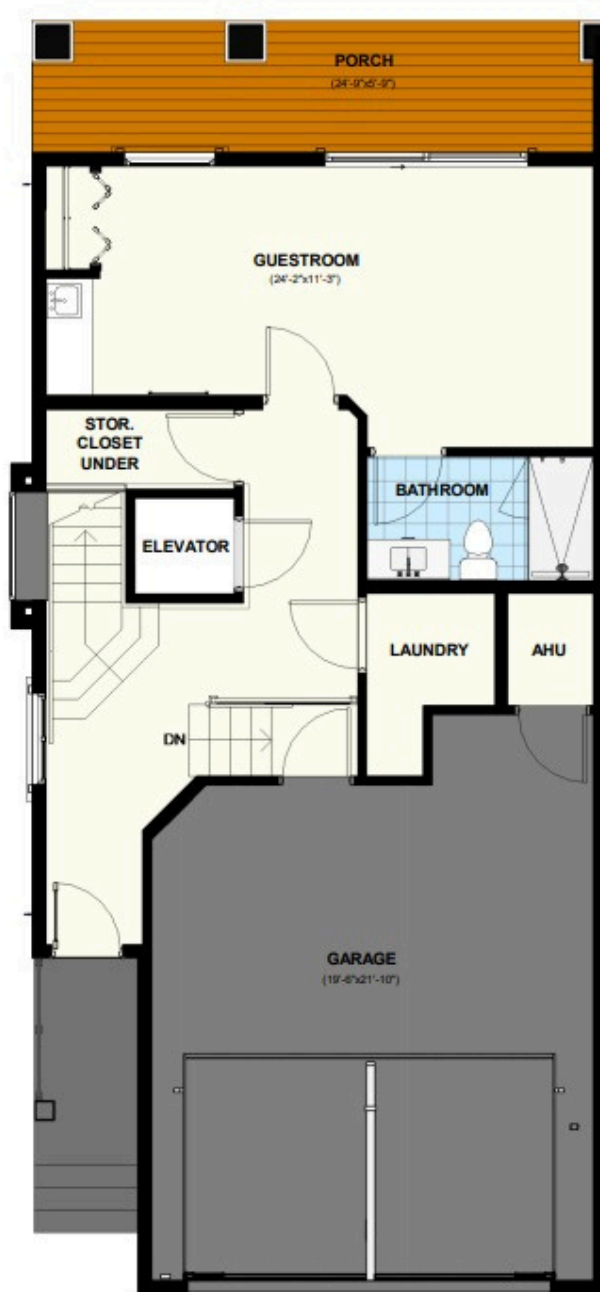 PORCH
(24'-9"x5'-9")
GUESTROOM
(24'-2"x11'-3")
STOR.
CLOSET
UNDER
BATHROOM
ELEVATOR
LAUNDRY
AHU
DN
GARAGE
(19'-6"x21'-10")